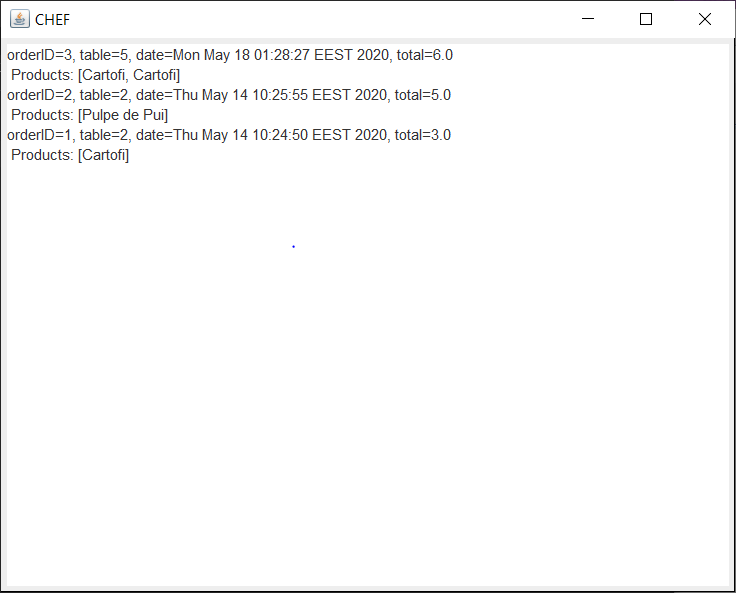 CHEF
orderID=3, table=5, date=Mon May 18 01:28:27 EEST 2020, total=6.0
Products: [Cartofi, Cartofi]
orderID=2, table=2, date=Thu May 14 10:25:55 EEST 2020, total=5.0
Products: [Pulpe de Pui]
orderID=1, table=2, date=Thu May 14 10:24:50 EEST 2020, total=3.0
Products: [Cartofi]